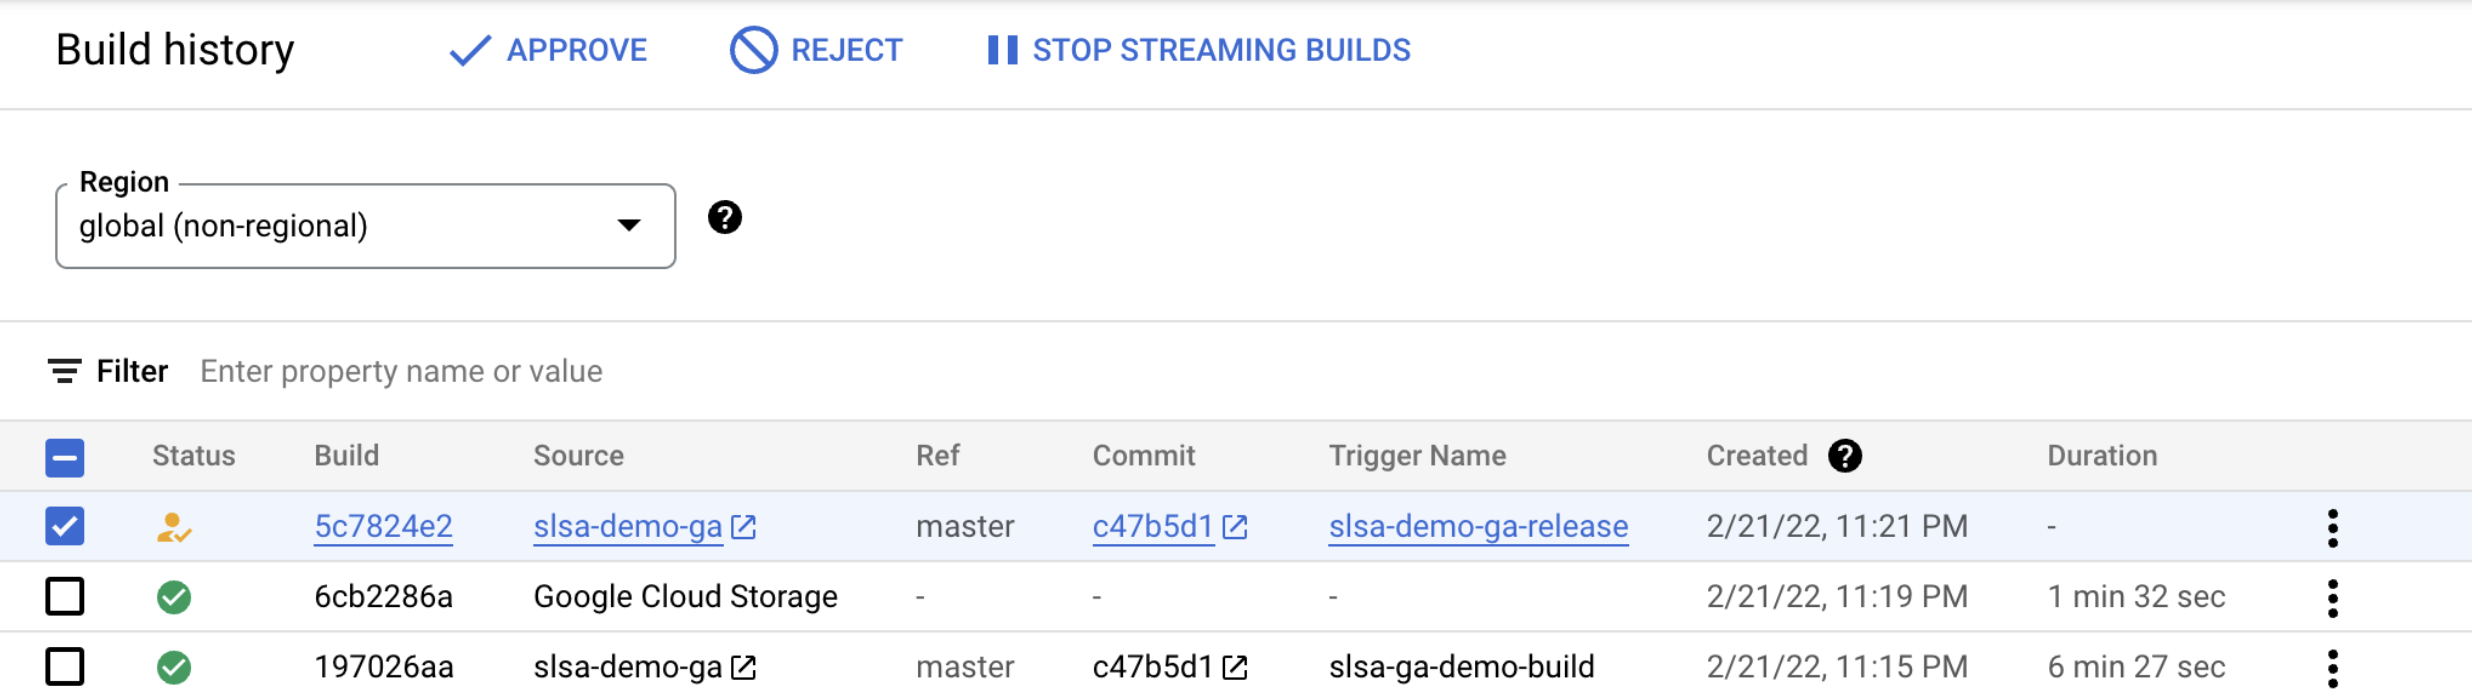 Build history APPROVE REJECT STOP STREAMING BUILDS
Region
global (non-regional)
Filter Enter property name or value
Status Build Source Ref Commit Trigger Name Created Duration
5c7824e2 slsa-demo-ga master c47b5d1 slsa-demo-ga-release 2/21/22, 11:21 PM -
6cb2286a Google Cloud Storage - - - 2/21/22, 11:19 PM 1 min 32 sec
197026aa slsa-demo-ga master c47b5d1 slsa-ga-demo-build 2/21/22, 11:15 PM 6 min 27 sec